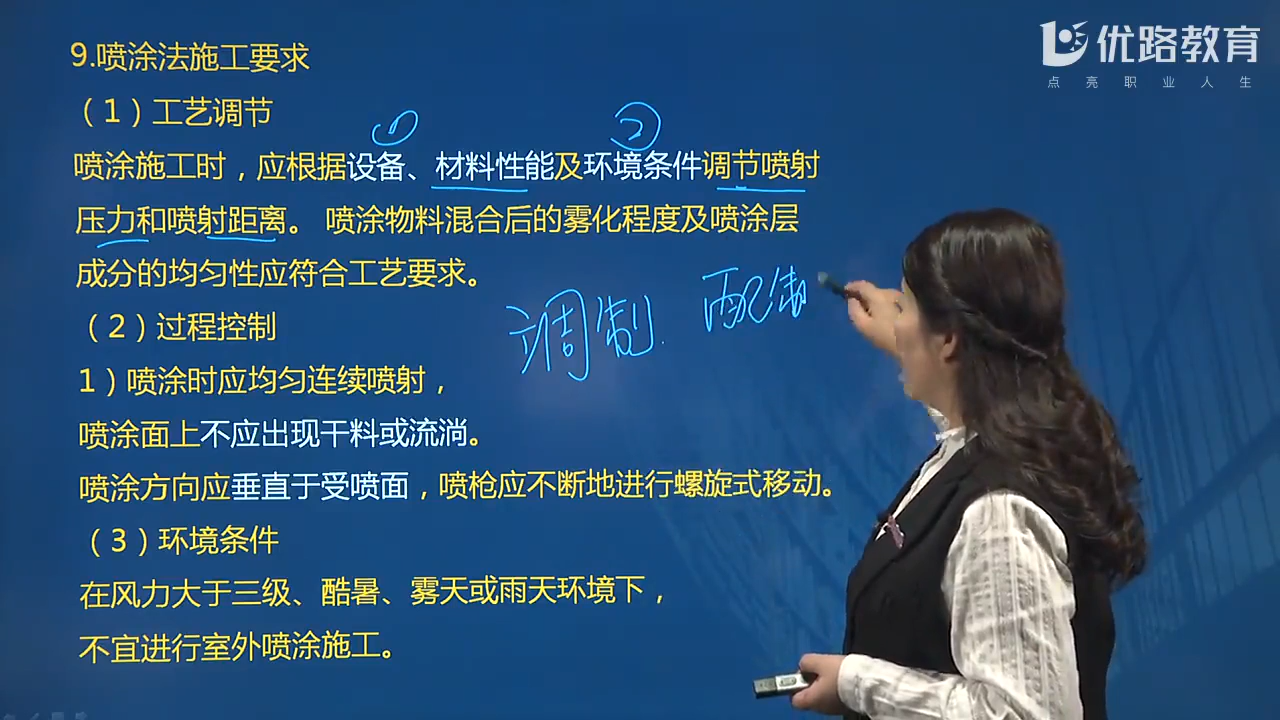 优路教育
点亮职业人生
9.喷涂法施工要求
（1）工艺调节
① ②
喷涂施工时，应根据设备、材料性能及环境条件调节喷射
压力和喷射距离。 喷涂物料混合后的雾化程度及喷涂层
成分的均匀性应符合工艺要求。
调制. 配制
（2）过程控制
1）喷涂时应均匀连续喷射，
喷涂面上不应出现干料或流淌。
喷涂方向应垂直于受喷面，喷枪应不断地进行螺旋式移动。
（3）环境条件
在风力大于三级、酷暑、雾天或雨天环境下，
不宜进行室外喷涂施工。